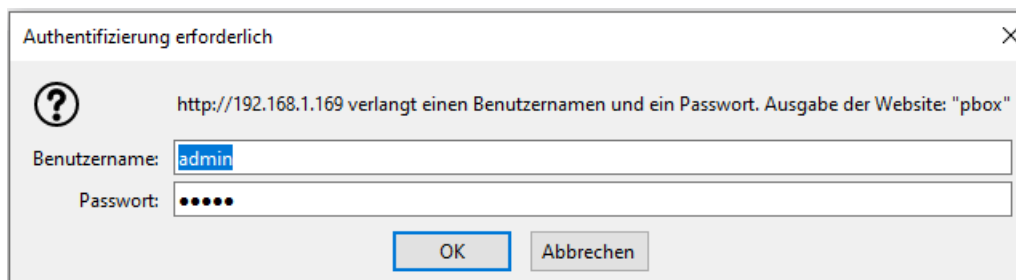 Authentifizierung erforderlich
http://192.168.1.169 verlangt einen Benutzernamen und ein Passwort. Ausgabe der Website: "pbox"
Benutzername: admin
Passwort: •••••
OK Abbrechen